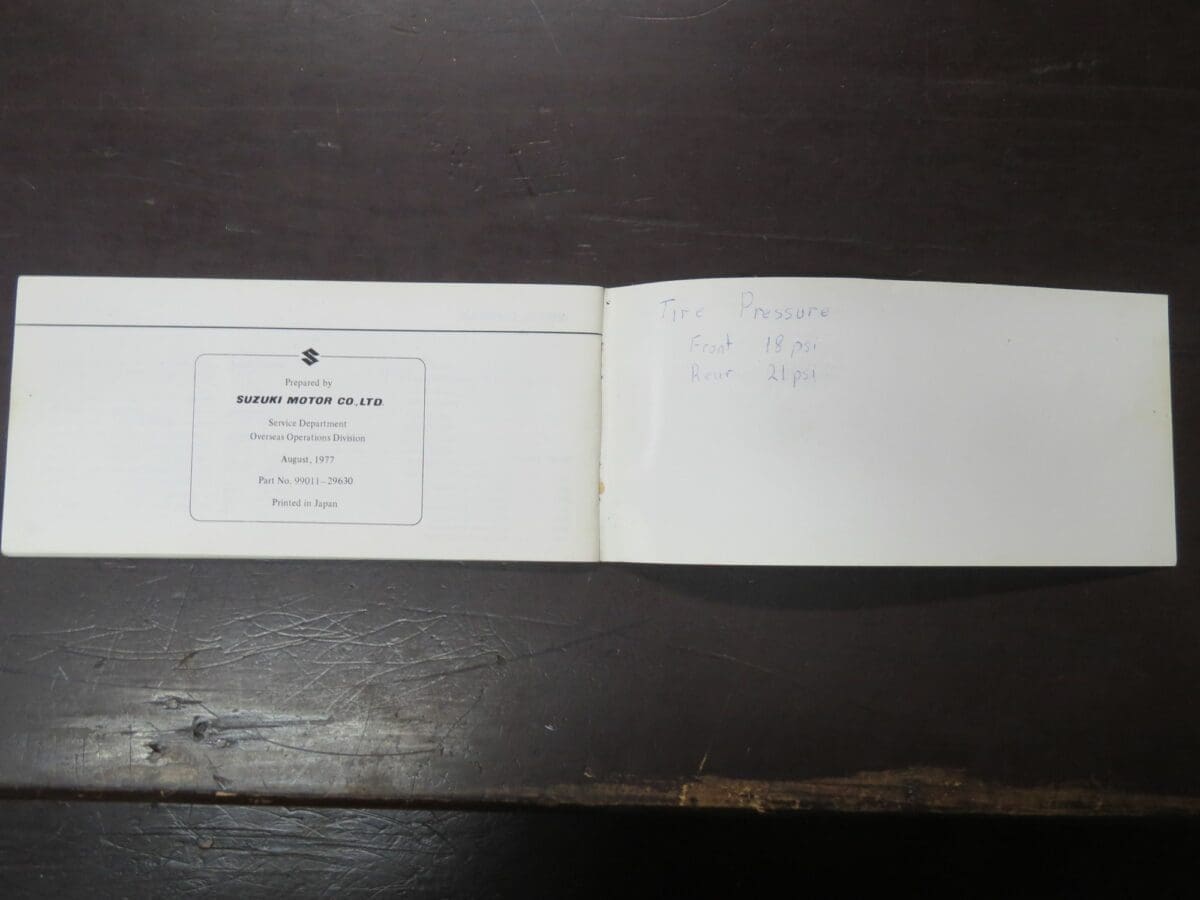 Prepared by
SUZUKI MOTOR CO.,LTD.
Service Department
Overseas Operations Division
August, 1977
Part No. 99011-29630
Printed in Japan
Tire Pressure
Front 18 psi
Rear 21 psi